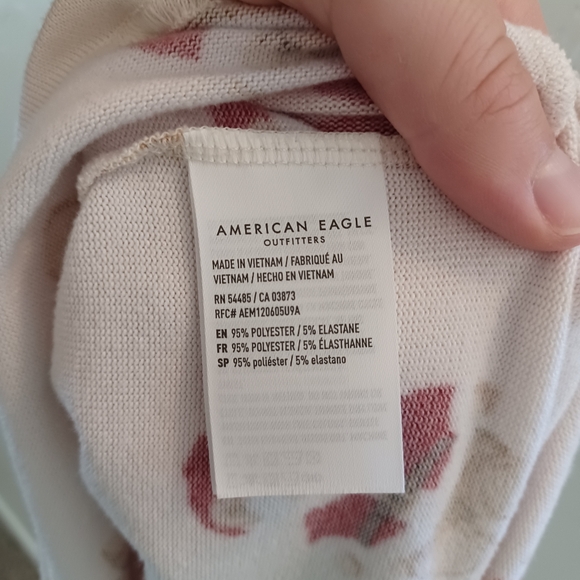 AMERICAN EAGLE
OUTFITTERS
MADE IN VIETNAM / FABRIQUÉ AU
VIETNAM / HECHO EN VIETNAM
RN 54485 / CA 03873
RFC# AEM120605U9A
EN 95% POLYESTER / 5% ELASTANE
FR 95% POLYESTER / 5% ÉLASTHANNE
SP 95% poliéster / 5% elastano